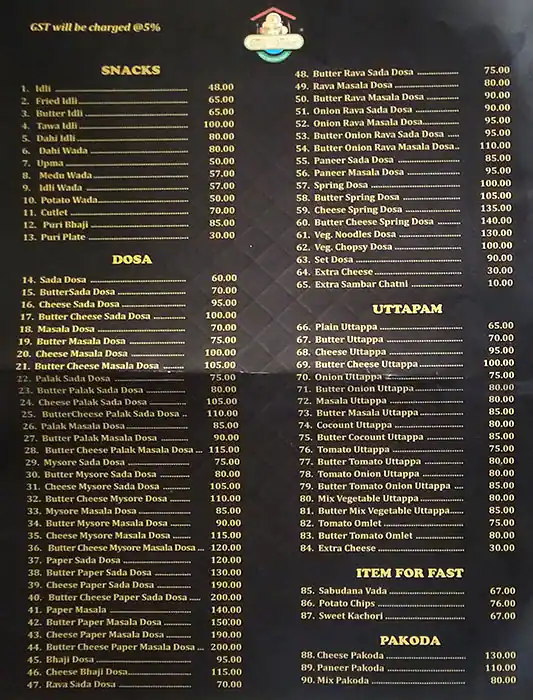 GST will be charged @5%
SNACKS
1. Idli 48.00
2. Fried Idli 65.00
3. Butter Idli 65.00
4. Tawa Idli 100.00
5. Dahi Idli 80.00
6. Dahi Wada 80.00
7. Upma 50.00
8. Medu Wada 57.00
9. Idli Wada 57.00
10. Potato Wada 50.00
11. Cutlet 70.00
12. Puri Bhaji 85.00
13. Puri Plate 30.00
DOSA
14. Sada Dosa 60.00
15. ButterSada Dosa 70.00
16. Cheese Sada Dosa 95.00
17. Butter Cheese Sada Dosa 100.00
18. Masala Dosa 70.00
19. Butter Masala Dosa 75.00
20. Cheese Masala Dosa 100.00
21. Butter Cheese Masala Dosa 105.00
22. Palak Sada Dosa 75.00
23. Butter Palak Sada Dosa 80.00
24. Cheese Palak Sada Dosa 105.00
25. ButterCheese Palak Sada Dosa 110.00
26. Palak Masala Dosa 85.00
27. Butter Palak Masala Dosa 90.00
28. Butter Cheese Palak Masala Dosa 115.00
29. Mysore Sada Dosa 75.00
30. Butter Mysore Sada Dosa 80.00
31. Cheese Mysore Sada Dosa 105.00
32. Butter Cheese Mysore Dosa 110.00
33. Mysore Masala Dosa 85.00
34. Butter Mysore Masala Dosa 90.00
35. Cheese Mysore Masala Dosa 115.00
36. Butter Cheese Mysore Masala Dosa 120.00
37. Paper Sada Dosa 120.00
38. Butter Paper Sada Dosa 130.00
39. Cheese Paper Sada Dosa 190.00
40. Butter Cheese Paper Sada Dosa 200.00
41. Paper Masala 140.00
42. Butter Paper Masala Dosa 150.00
43. Cheese Paper Masala Dosa 190.00
44. Butter Cheese Paper Masala Dosa 200.00
45. Bhaji Dosa 95.00
46. Cheese Bhaji Dosa 115.00
47. Rava Sada Dosa 70.00
48. Butter Rava Sada Dosa 75.00
49. Rava Masala Dosa 80.00
50. Butter Rava Masala Dosa 90.00
51. Onion Rava Sada Dosa 90.00
52. Onion Rava Masala Dosa 95.00
53. Butter Onion Rava Sada Dosa 95.00
54. Butter Onion Rava Masala Dosa 110.00
55. Paneer Sada Dosa 85.00
56. Paneer Masala Dosa 95.00
57. Spring Dosa 100.00
58. Butter Spring Dosa 105.00
59. Cheese Spring Dosa 135.00
60. Butter Cheese Spring Dosa 140.00
61. Veg. Noodles Dosa 130.00
62. Veg. Chopsy Dosa 100.00
63. Set Dosa 90.00
64. Extra Cheese 30.00
65. Extra Sambar Chatni 10.00
UTTAPAM
66. Plain Uttappa 65.00
67. Butter Uttappa 70.00
68. Cheese Uttappa 95.00
69. Butter Cheese Uttappa 100.00
70. Onion Uttappa 75.00
71. Butter Onion Uttappa 80.00
72. Masala Uttappa 80.00
73. Butter Masala Uttappa 85.00
74. Cocount Uttappa 80.00
75. Butter Cocount Uttappa 85.00
76. Tomato Uttappa 75.00
77. Butter Tomato Uttappa 80.00
78. Tomato Onion Uttappa 80.00
79. Butter Tomato Onion Uttappa 85.00
80. Mix Vegetable Uttappa 80.00
81. Butter Mix Vegetable Uttappa 85.00
82. Tomato Omlet 75.00
83. Butter Tomato Omlet 80.00
84. Extra Cheese 30.00
ITEM FOR FAST
85. Sabudana Vada 67.00
86. Potato Chips 76.00
87. Sweet Kachori 67.00
PAKODA
88. Cheese Pakoda 130.00
89. Paneer Pakoda 110.00
90. Mix Pakoda 80.00